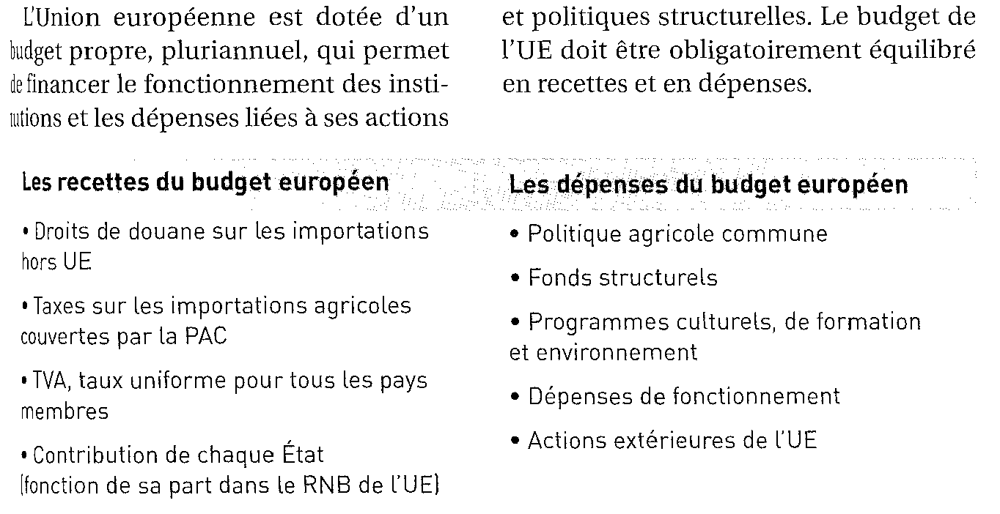 L'Union européenne est dotée d'un
budget propre, pluriannuel, qui permet
de financer le fonctionnement des insti-
tutions et les dépenses liées à ses actions
et politiques structurelles. Le budget de
l'UE doit être obligatoirement équilibré
en recettes et en dépenses.
Les recettes du budget européen
• Droits de douane sur les importations
hors UE
• Taxes sur les importations agricoles
couvertes par la PAC
• TVA, taux uniforme pour tous les pays
membres
• Contribution de chaque État
(fonction de sa part dans le RNB de l'UE)
Les dépenses du budget européen
• Politique agricole commune
• Fonds structurels
• Programmes culturels, de formation
et environnement
• Dépenses de fonctionnement
• Actions extérieures de l'UE